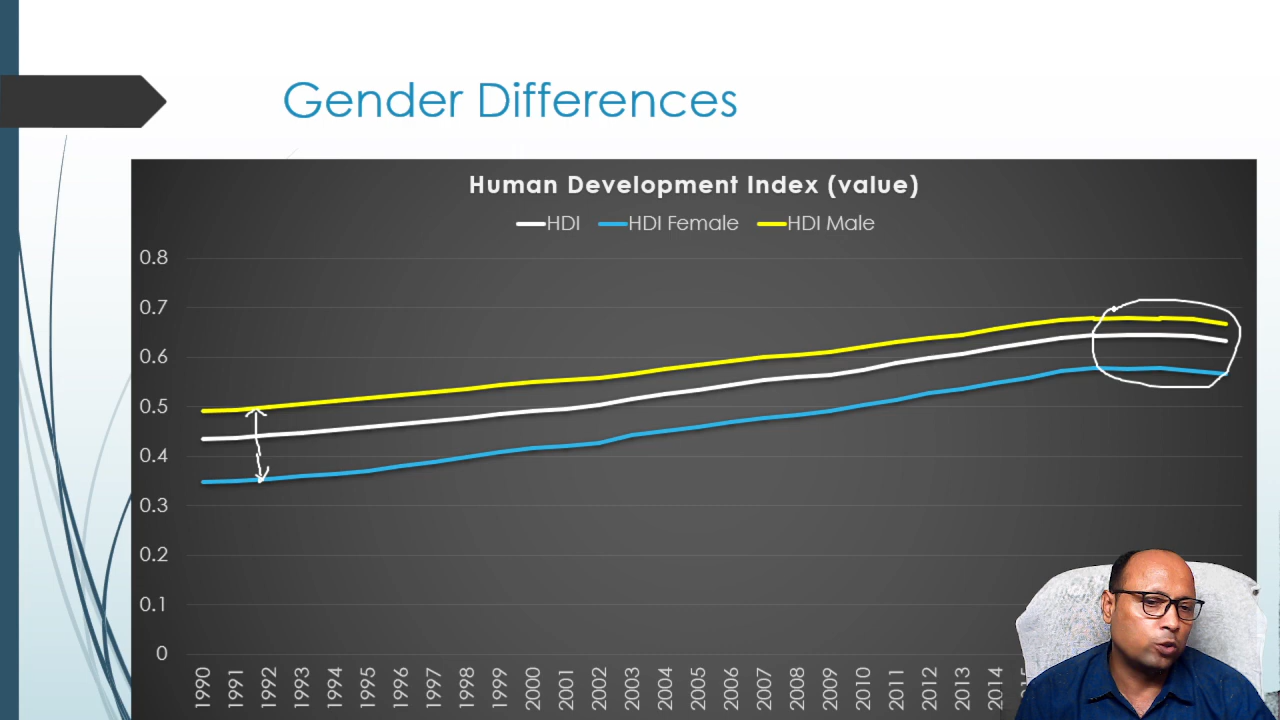 Gender Differences
Human Development Index (value)
HDI HDI Female HDI Male
0.8
0.7
0.6
0.5
0.4
0.3
0.2
0.1
0
1990 1991 1992 1993 1994 1995 1996 1997 1998 1999 2000 2001 2002 2003 2004 2005 2006 2007 2008 2009 2010 2011 2012 2013 2014